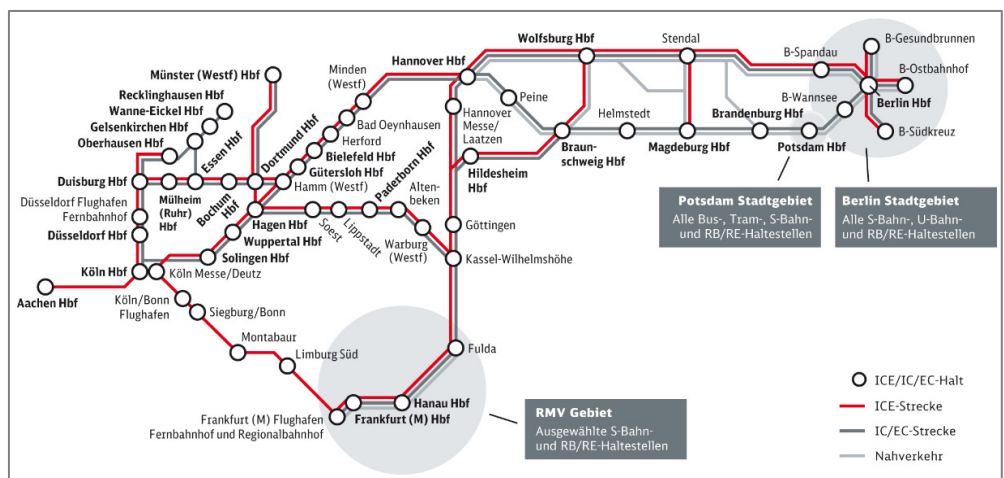 Wolfsburg Hbf
Stendal
B-Gesundbrunnen
B-Spandau
B-Ostbahnhof
Hannover Hbf
Minden
(Westf)
Münster (Westf) Hbf
Recklinghausen Hbf
Wanne-Eickel Hbf
Gelsenkirchen Hbf
Oberhausen Hbf
Essen Hbf
Dortmund Hbf
Peine
Bad Oeynhausen
Herford
Bielefeld Hbf
Gütersloh Hbf
Hamm (Westf)
Hannover
Messe/
Laatzen
Helmstedt
B-Wannsee
Berlin Hbf
Brandenburg Hbf
B-Südkreuz
Braun-
schweig Hbf
Magdeburg Hbf
Potsdam Hbf
Hildesheim
Hbf
Duisburg Hbf
Mülheim
(Ruhr)
Hbf
Bochum
Hbf
Düsseldorf Flughafen
Fernbahnhof
Düsseldorf Hbf
Hagen Hbf
Wuppertal Hbf
Solingen Hbf
Soest
Lippstadt
Paderborn Hbf
Alten-
beken
Warburg
(Westf)
Göttingen
Kassel-Wilhelmshöhe
Köln Hbf
Köln Messe/Deutz
Aachen Hbf
Köln/Bonn
Flughafen
Siegburg/Bonn
Montabaur
Limburg Süd
Fulda
Hanau Hbf
Frankfurt (M) Hbf
Frankfurt (M) Flughafen
Fernbahnhof und Regionalbahnhof
Potsdam Stadtgebiet
Alle Bus-, Tram-, S-Bahn-
und RB/RE-Haltestellen
Berlin Stadtgebiet
Alle S-Bahn-, U-Bahn-
und RB/RE-Haltestellen
RMV Gebiet
Ausgewählte S-Bahn-
und RB/RE-Haltestellen
ICE/IC/EC-Halt
ICE-Strecke
IC/EC-Strecke
Nahverkehr